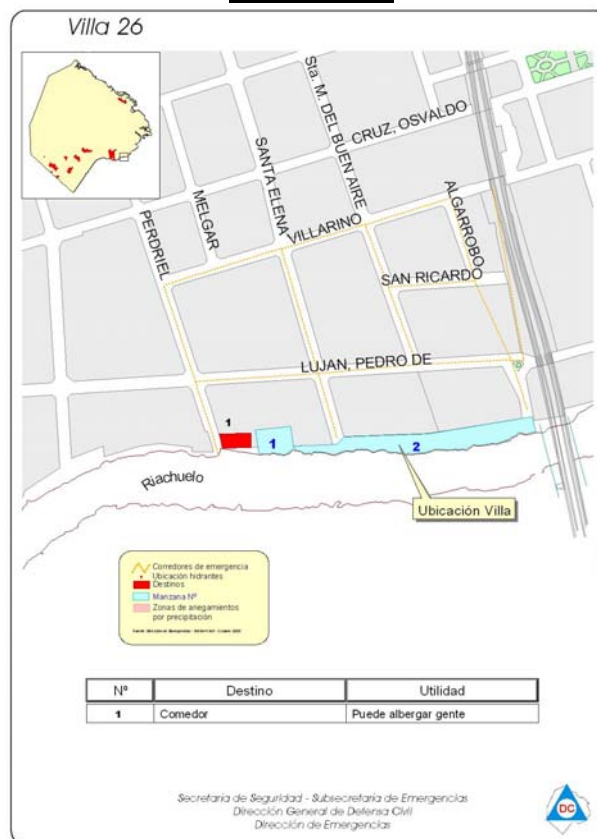 Villa 26
CRUZ, OSVALDO
Sta. M. DEL BUEN AIRE
SANTA ELENA
MELGAR
PERDRIEL
VILLARINO
ALGARROBO
SAN RICARDO
LUJAN, PEDRO DE
1
1
2
Riachuelo
Ubicación Villa
Corredores de emergencia
Ubicación hidrantes
Destinos
Manzana Nº
Zonas de anegamientos
por precipitación
Nº Destino Utilidad
1 Comedor Puede albergar gente
Secretaría de Seguridad - Subsecretaría de Emergencias
Dirección General de Defensa Civil
Dirección de Emergencias
DC